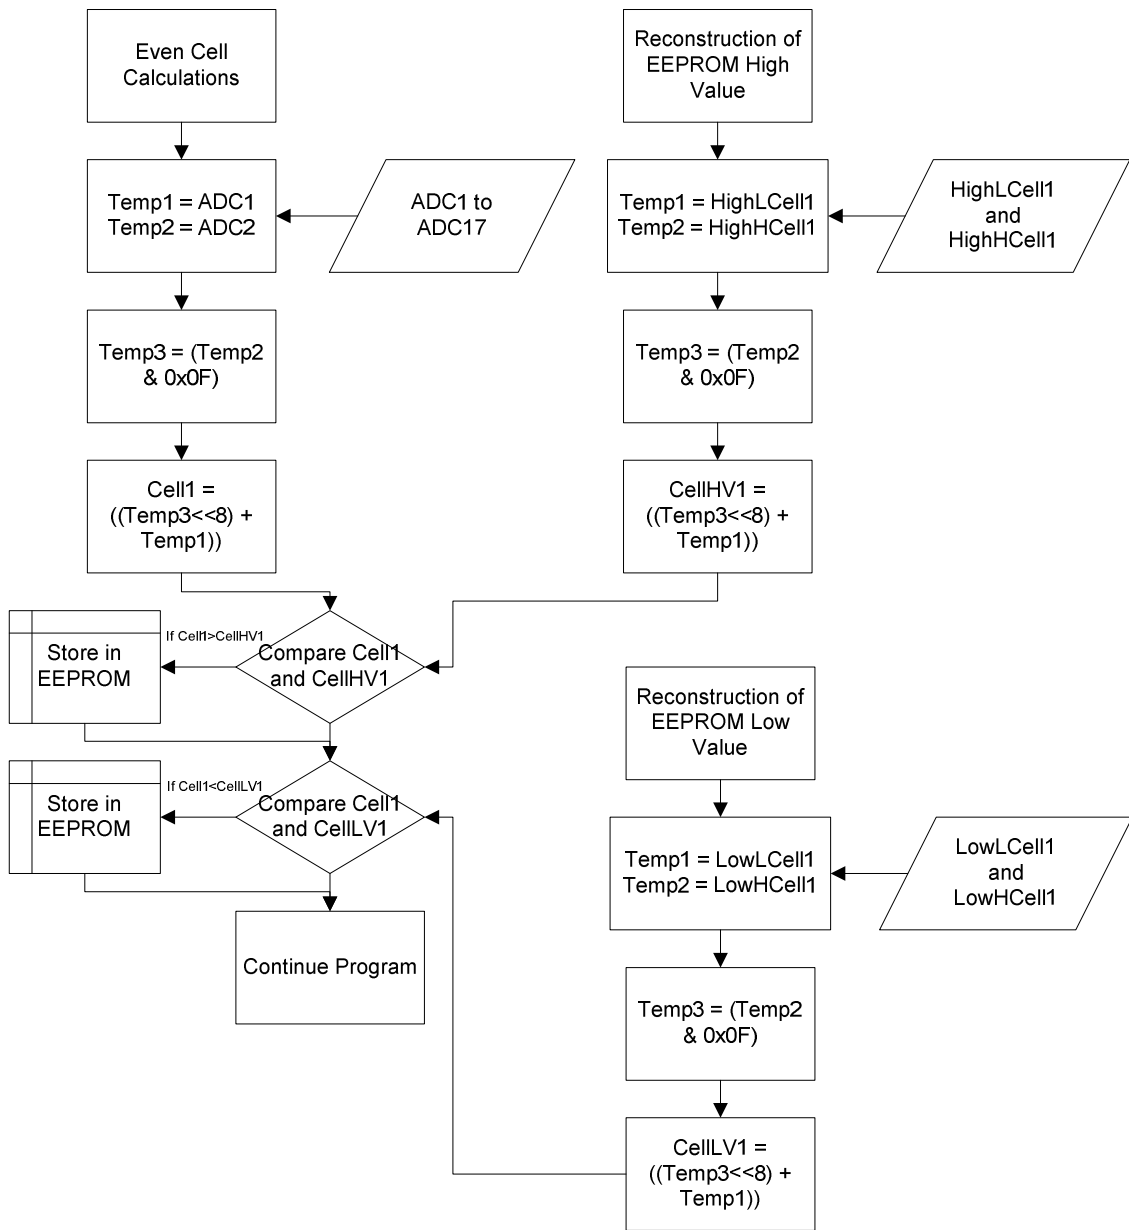 Even Cell
Calculations
Temp1 = ADC1
Temp2 = ADC2
ADC1 to
ADC17
Temp3 = (Temp2
& 0x0F)
Cell1 =
((Temp3<<8) +
Temp1))
Reconstruction of
EEPROM High
Value
Temp1 = HighLCell1
Temp2 = HighHCell1
HighLCell1
and
HighHCell1
Temp3 = (Temp2
& 0x0F)
CellHV1 =
((Temp3<<8) +
Temp1))
If Cell1>CellHV1
Store in
EEPROM
Compare Cell1
and CellHV1
If Cell1<CellLV1
Store in
EEPROM
Compare Cell1
and CellLV1
Continue Program
Reconstruction of
EEPROM Low
Value
Temp1 = LowLCell1
Temp2 = LowHCell1
LowLCell1
and
LowHCell1
Temp3 = (Temp2
& 0x0F)
CellLV1 =
((Temp3<<8) +
Temp1))